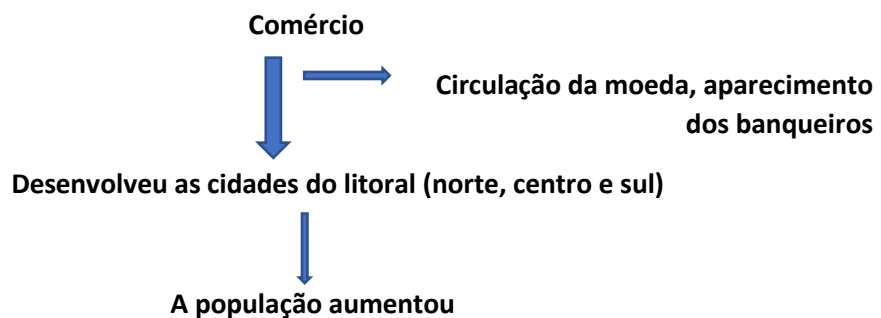 Comércio
Circulação da moeda, aparecimento
dos banqueiros
Desenvolveu as cidades do litoral (norte, centro e sul)
A população aumentou